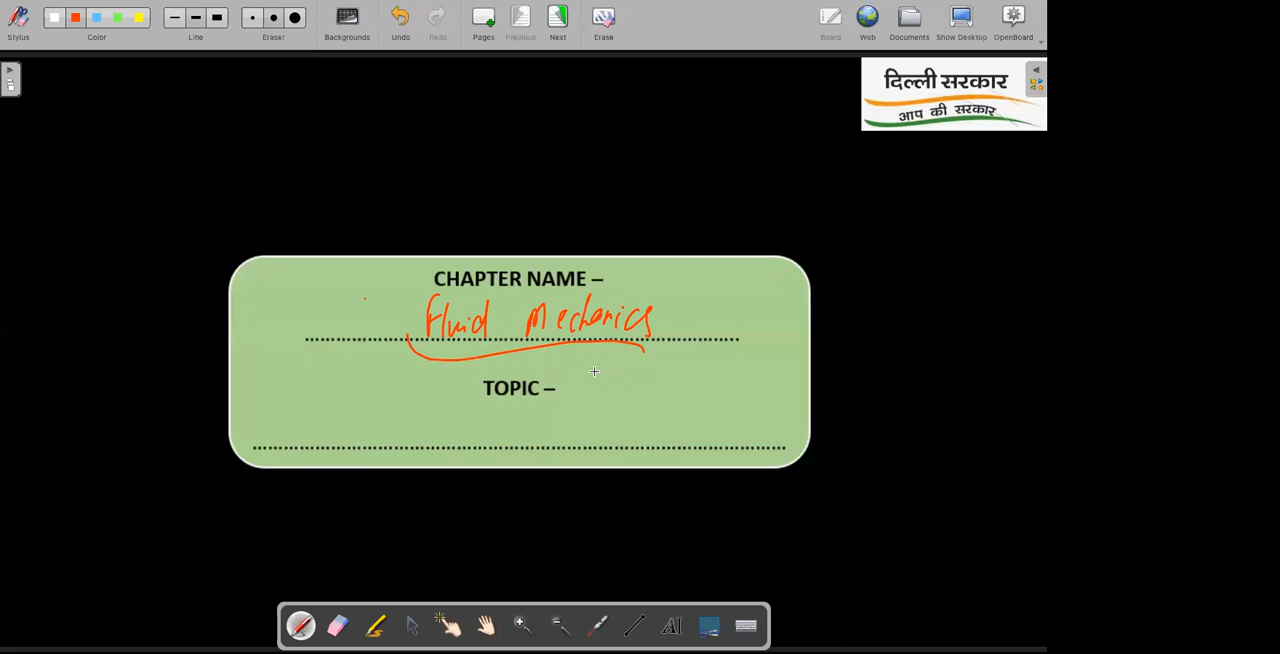 Stylus Color Line Eraser Backgrounds Undo Redo Pages Previous Next Erase Board Web Documents Show Desktop OpenBoard
दिल्ली सरकार
आप की सरकार
CHAPTER NAME –
Fluid Mechanics
TOPIC –
AI